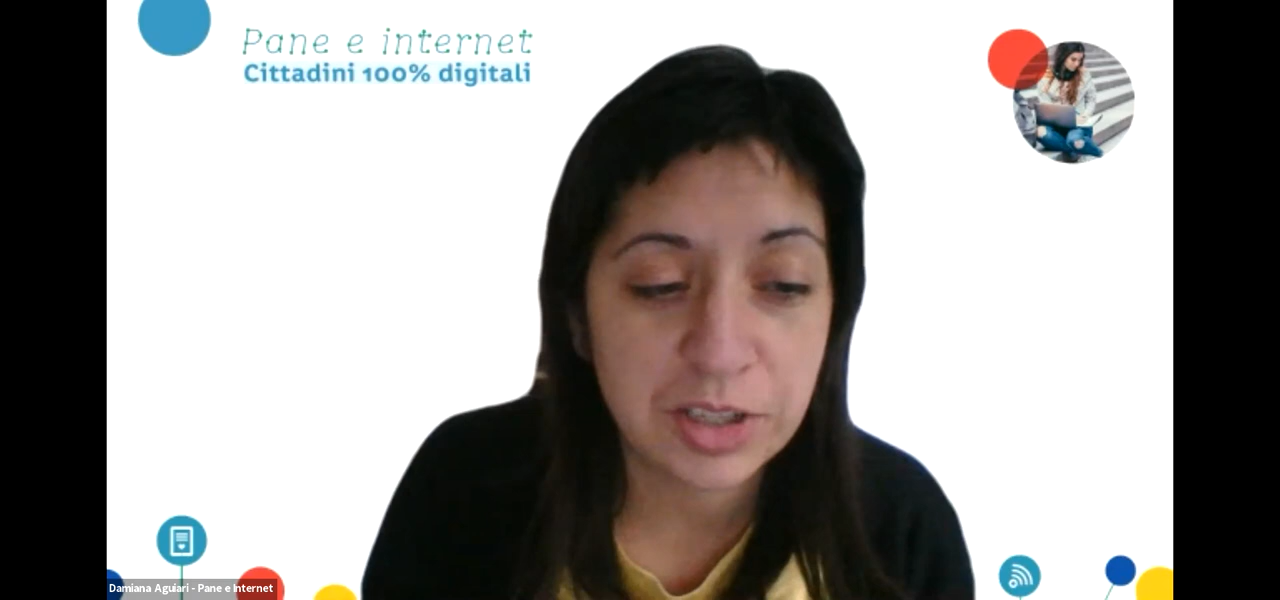 Pane e internet
Cittadini 100% digitali
Damiana Aguiari - Pane e Internet